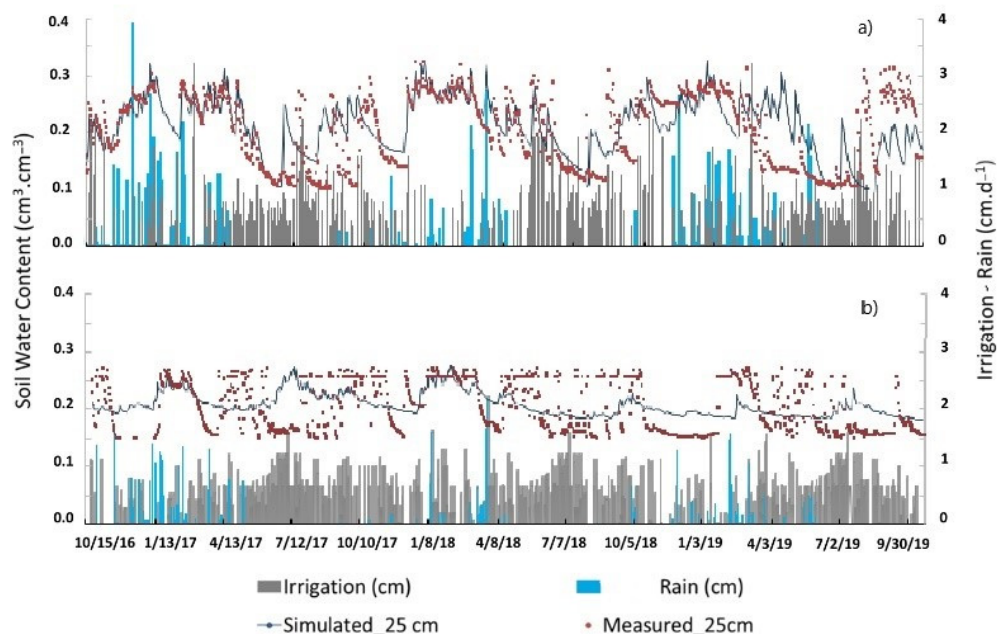 0.4
4
a)
0.3
3
0.2
2
0.1
1
0.0
0
Soil Water Content (cm³.cm⁻³)
Irrigation - Rain (cm.d⁻¹)
0.4
4
b)
0.3
3
0.2
2
0.1
1
0.0
0
10/15/16 1/13/17 4/13/17 7/12/17 10/10/17 1/8/18 4/8/18 7/7/18 10/5/18 1/3/19 4/3/19 7/2/19 9/30/19
Irrigation (cm) Rain (cm)
Simulated_25 cm Measured_25cm